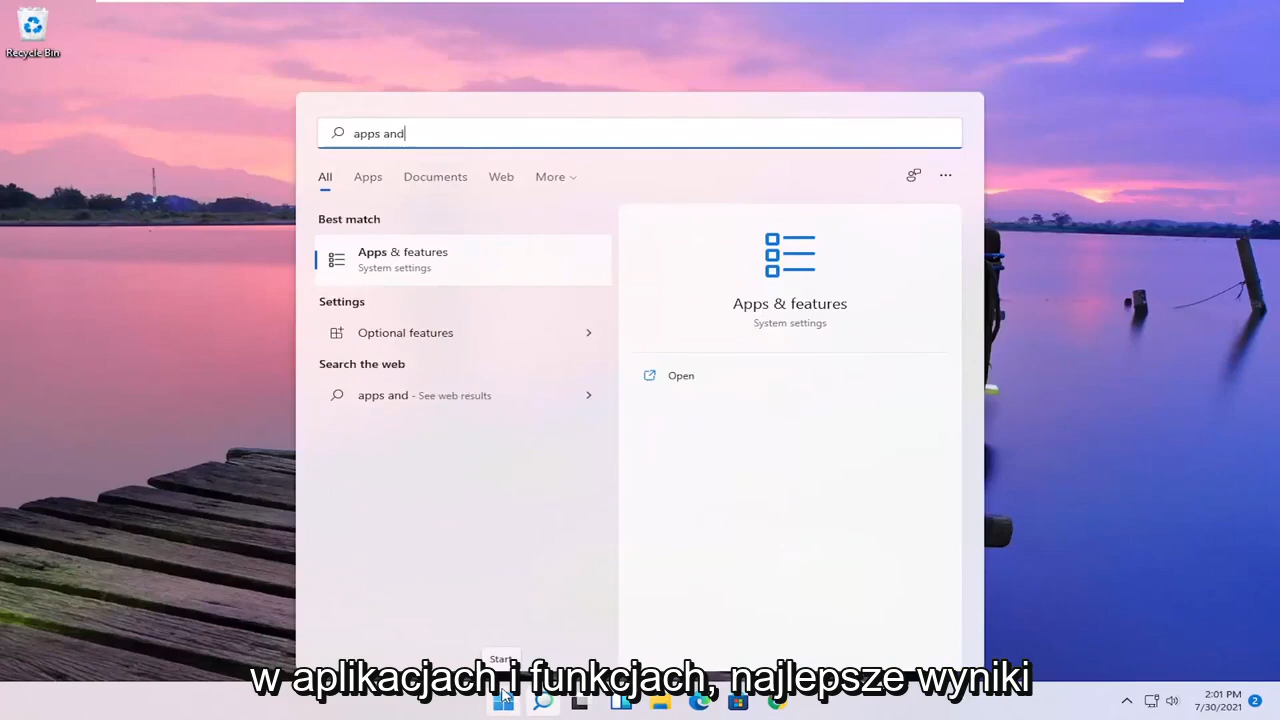 Recycle Bin
apps and
All Apps Documents Web More
Best match
Apps & features
System settings
Settings
Optional features
Search the web
apps and - See web results
Apps & features
System settings
Open
Start
w aplikacjach i funkcjach, najlepsze wyniki
2:01 PM
7/30/2021
2